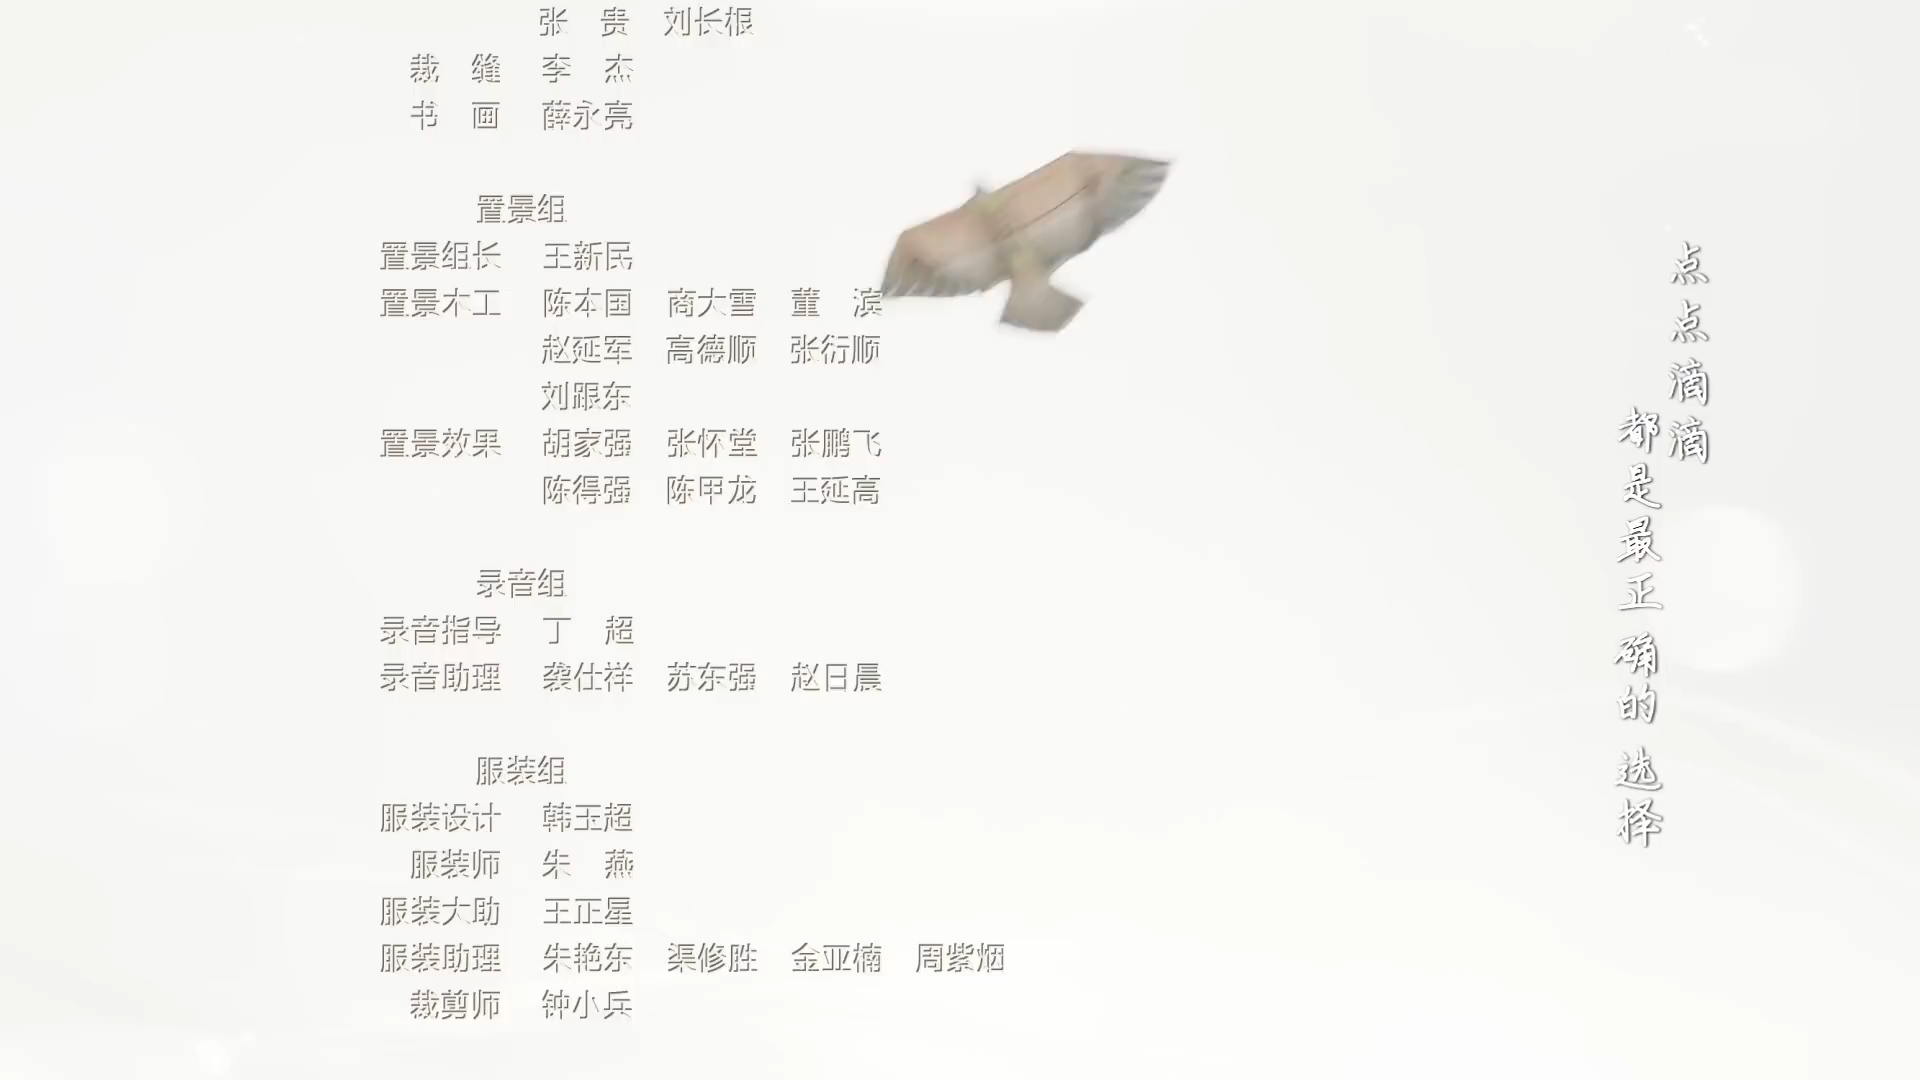 张　贵　刘长根
裁　缝　李　杰
书　画　薛永亮
置景组
置景组长　王新民
置景木工　陈本国　商大雪　董　滨
赵延军　高德顺　张衍顺
刘跟东
置景效果　胡家强　张怀堂　张鹏飞
陈得强　陈甲龙　王延高
录音组
录音指导　丁　超
录音助理　袭仕祥　苏东强　赵日晨
服装组
服装设计　韩玉超
服装师　朱　燕
服装大助　王正星
服装助理　朱艳东　渠修胜　金亚楠　周紫烟
裁剪师　钟小兵
点点滴滴
都是最正确的选择